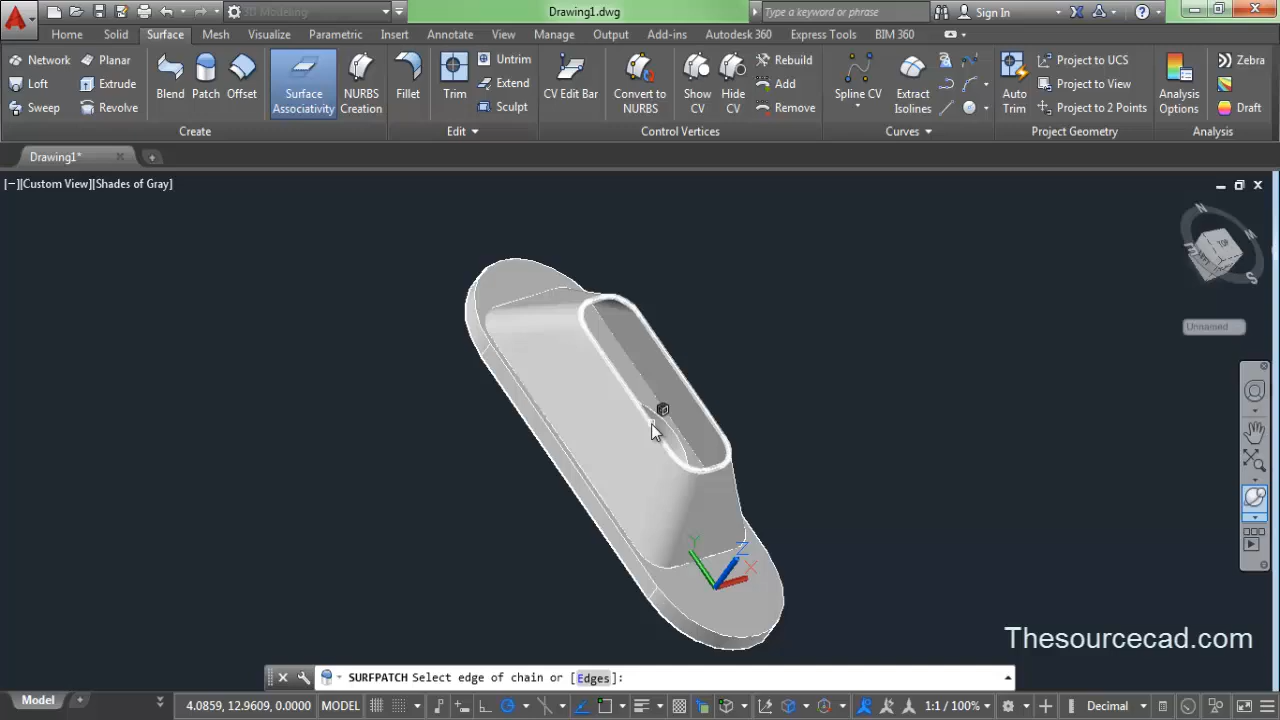 3D Modeling
Drawing1.dwg
Type a keyword or phrase
Sign In
Home Solid Surface Mesh Visualize Parametric Insert Annotate View Manage Output Add-ins Autodesk 360 Express Tools BIM 360
Network
Loft
Sweep
Planar
Extrude
Revolve
Blend
Patch
Offset
Surface
Associativity
NURBS
Creation
Fillet
Trim
Untrim
Extend
Sculpt
CV Edit Bar
Convert to
NURBS
Show
CV
Hide
CV
Rebuild
Add
Remove
Spline CV
Extract
Isolines
Auto
Trim
Project to UCS
Project to View
Project to 2 Points
Analysis
Options
Zebra
Draft
Create
Edit
Control Vertices
Curves
Project Geometry
Analysis
Drawing1*
[−][Custom View][Shades of Gray]
N
S
Unnamed
Y
Z
X
Thesourcecad.com
SURFPATCH Select edge of chain or [Edges]:
Model
4.0859, 12.9609, 0.0000 MODEL
1:1 / 100%
Decimal